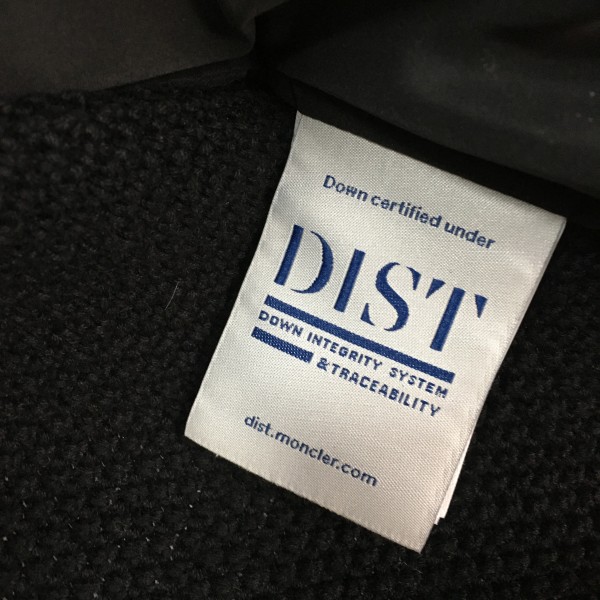 Down certified under
DIST
DOWN INTEGRITY SYSTEM
& TRACEABILITY
dist.moncler.com